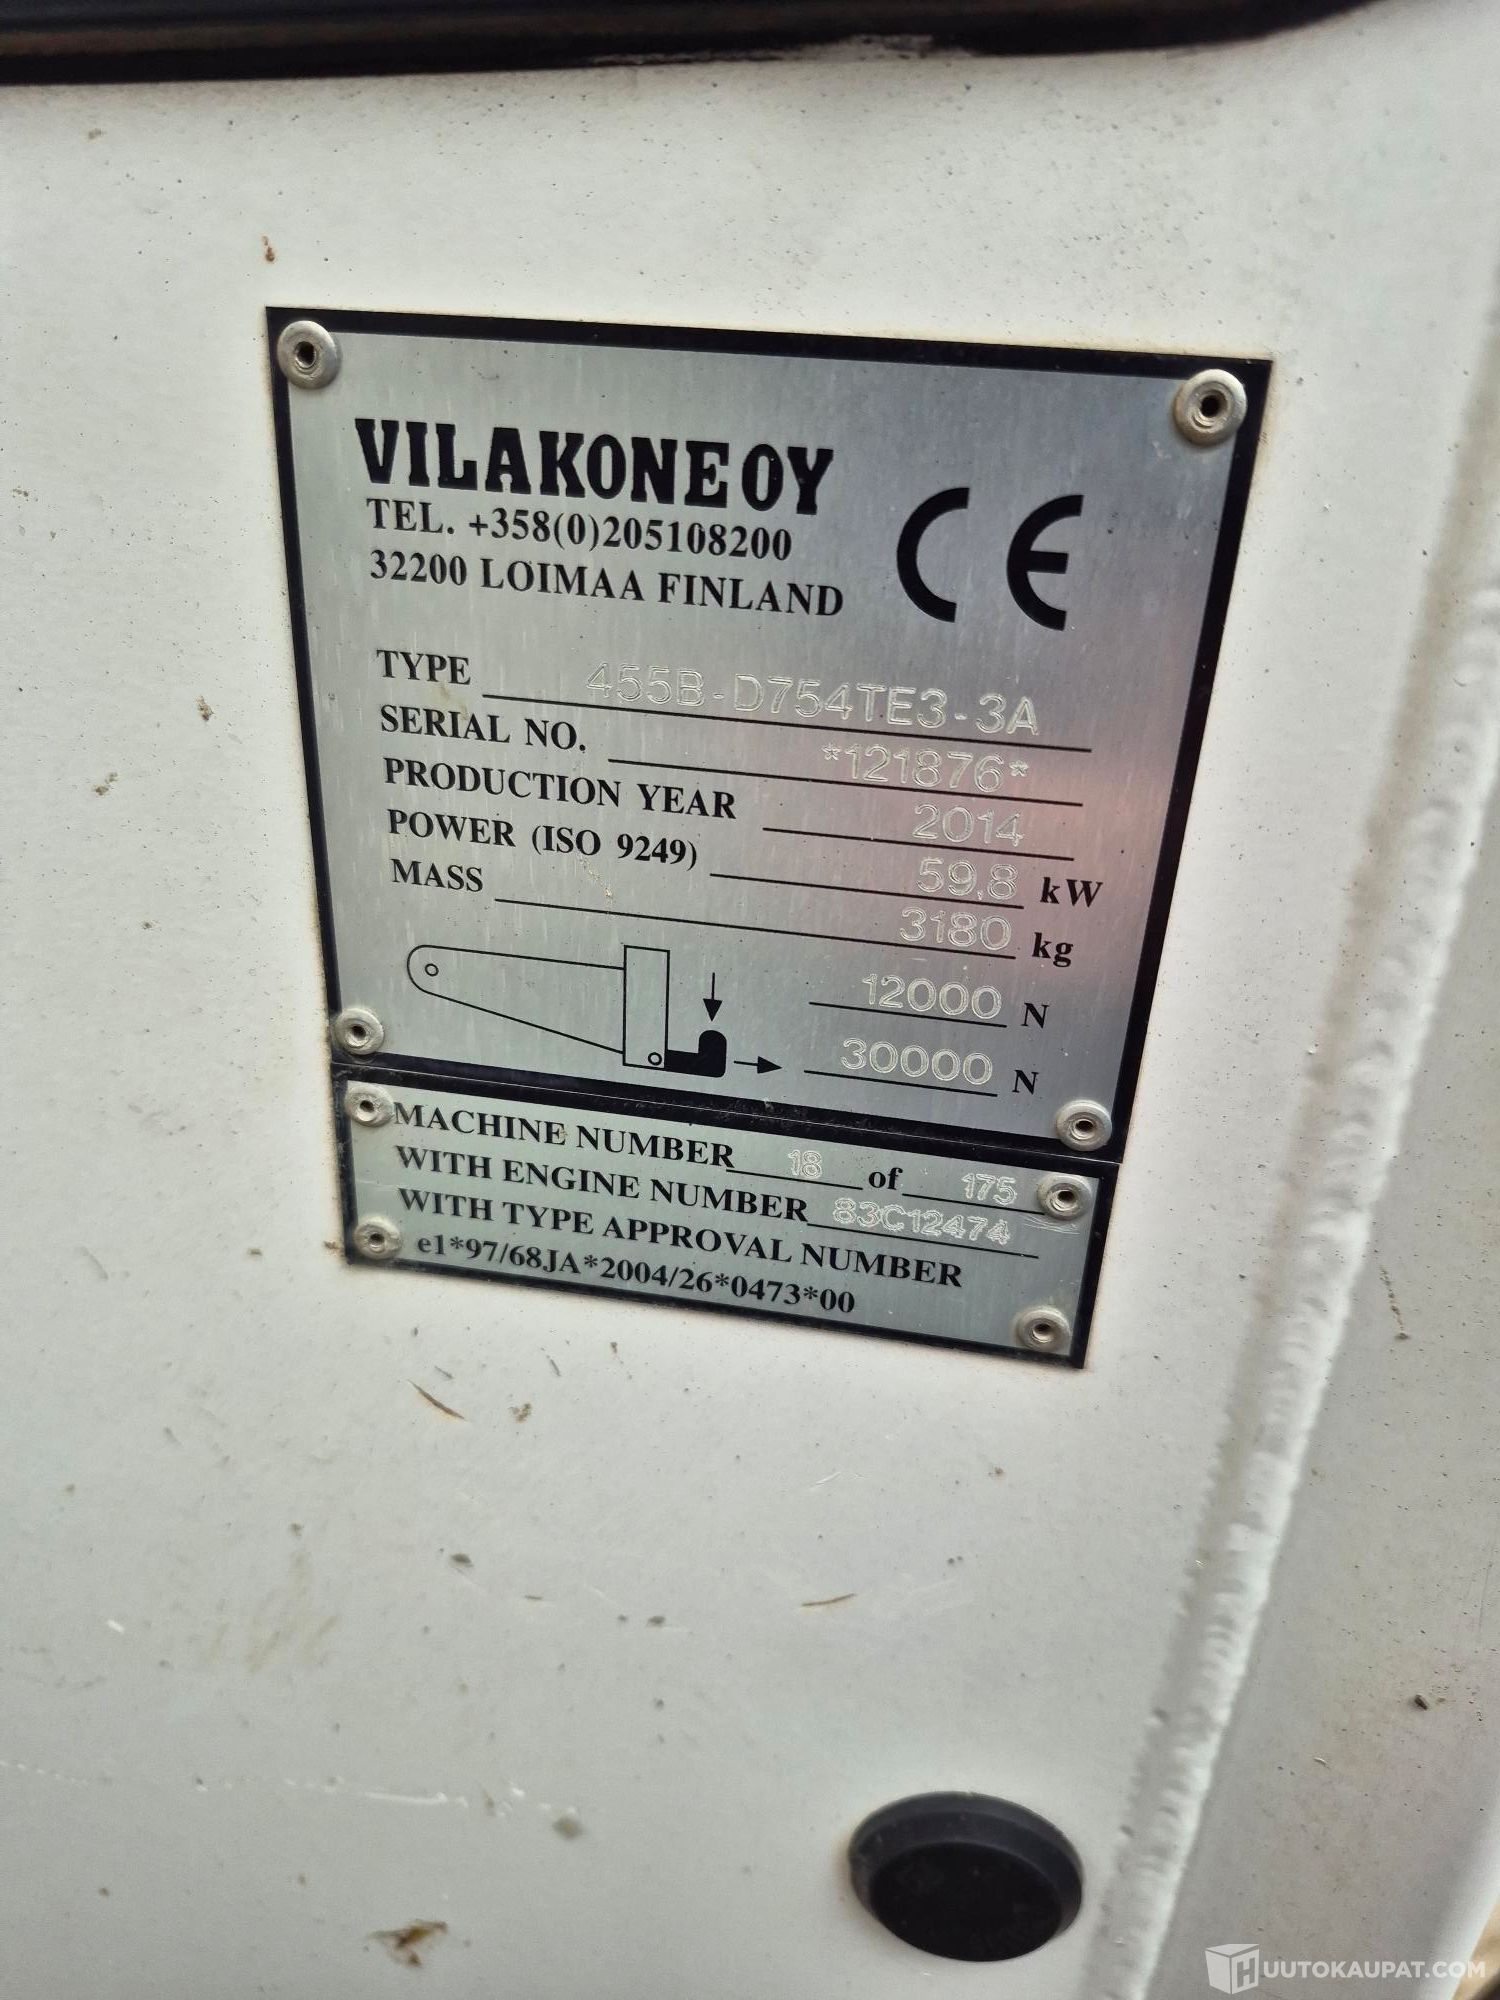 VILAKONE OY
TEL. +358(0)205108200
32200 LOIMAA FINLAND
CE
TYPE 455B-D754TE3-3A
SERIAL NO. *121876*
PRODUCTION YEAR 2014
POWER (ISO 9249) 59,8 kW
MASS 3180 kg
12000 N
30000 N
MACHINE NUMBER 18 of 175
WITH ENGINE NUMBER 83C12474
WITH TYPE APPROVAL NUMBER
e1*97/68JA*2004/26*0473*00
HUUTOKAUPAT.COM